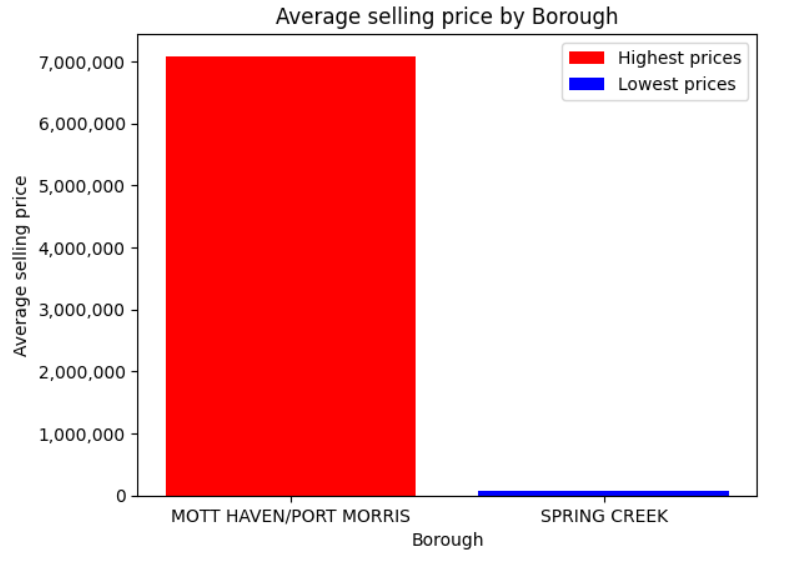 Average selling price by Borough
Highest prices
Lowest prices
Average selling price
7,000,000
6,000,000
5,000,000
4,000,000
3,000,000
2,000,000
1,000,000
0
MOTT HAVEN/PORT MORRIS
SPRING CREEK
Borough